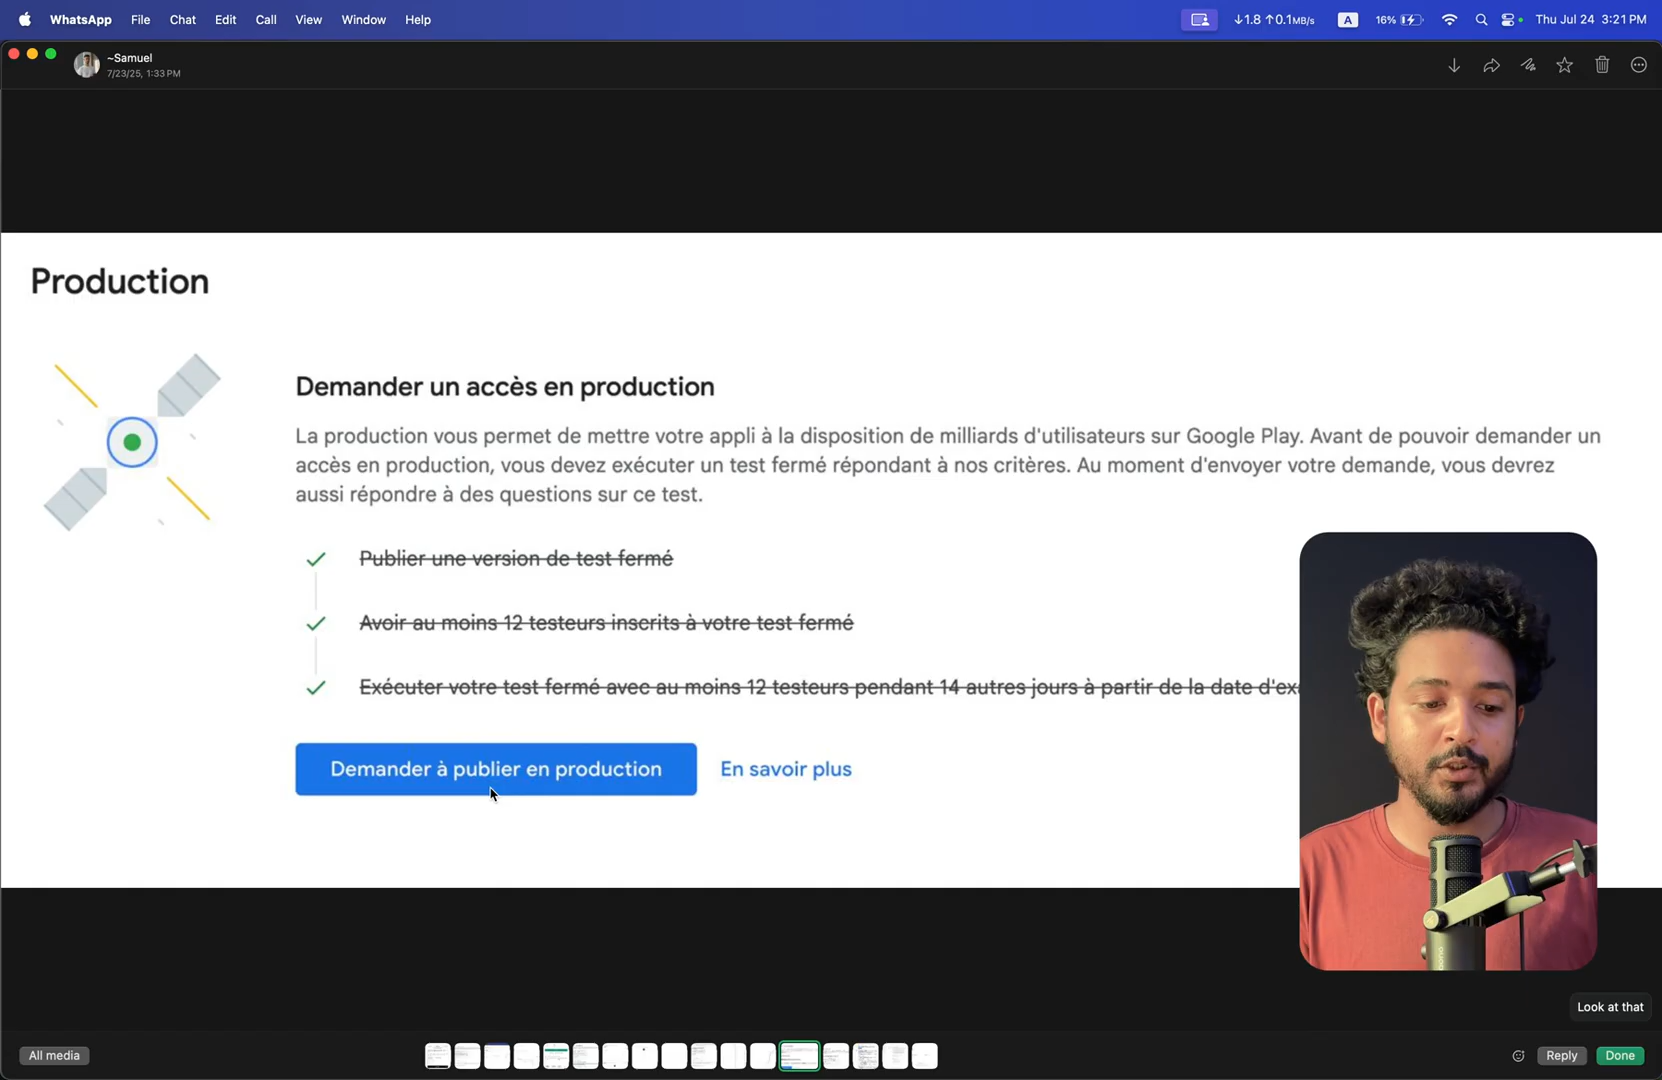 WhatsApp File Chat Edit Call View Window Help
↓1.8 ↑0.1MB/s A 16% Thu Jul 24 3:21 PM
~Samuel
7/23/25, 1:33 PM
Production
Demander un accès en production
La production vous permet de mettre votre appli à la disposition de milliards d'utilisateurs sur Google Play. Avant de pouvoir demander un
accès en production, vous devez exécuter un test fermé répondant à nos critères. Au moment d'envoyer votre demande, vous devrez
aussi répondre à des questions sur ce test.
Publier une version de test fermé
Avoir au moins 12 testeurs inscrits à votre test fermé
Exécuter votre test fermé avec au moins 12 testeurs pendant 14 autres jours à partir de la date
Demander à publier en production En savoir plus
Look at that
All media
Reply Done